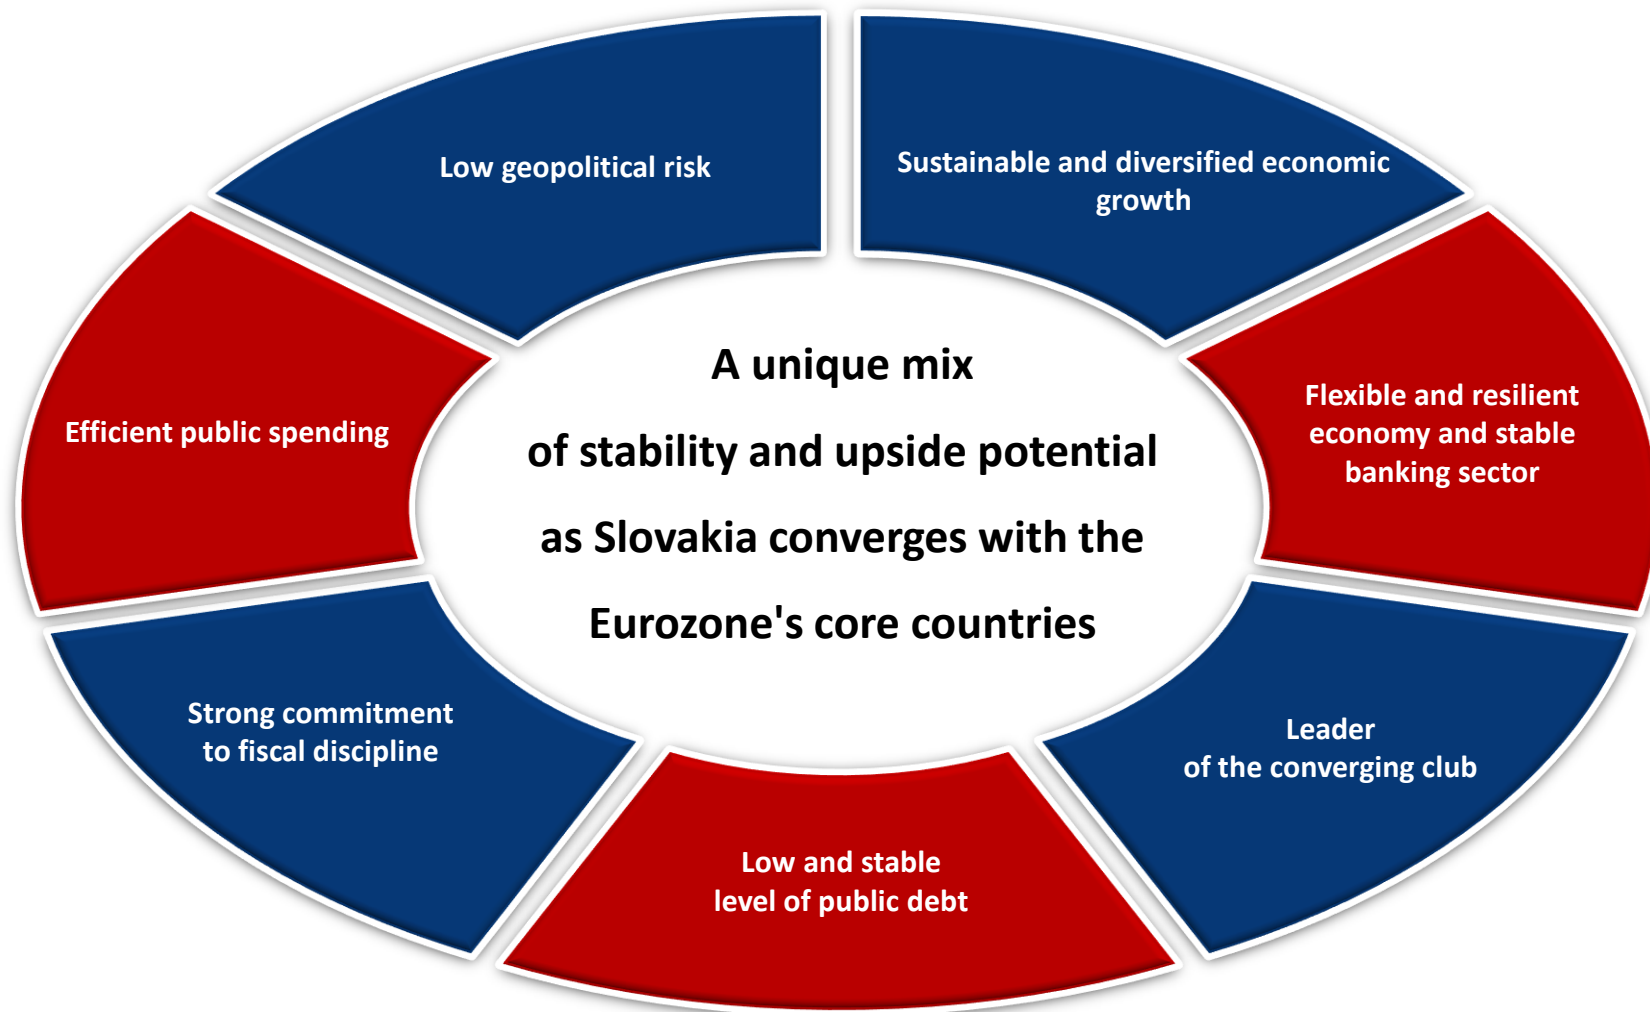 Low geopolitical risk
Sustainable and diversified economic
growth
Efficient public spending
Flexible and resilient
economy and stable
banking sector
A unique mix
of stability and upside potential
as Slovakia converges with the
Eurozone's core countries
Strong commitment
to fiscal discipline
Leader
of the converging club
Low and stable
level of public debt